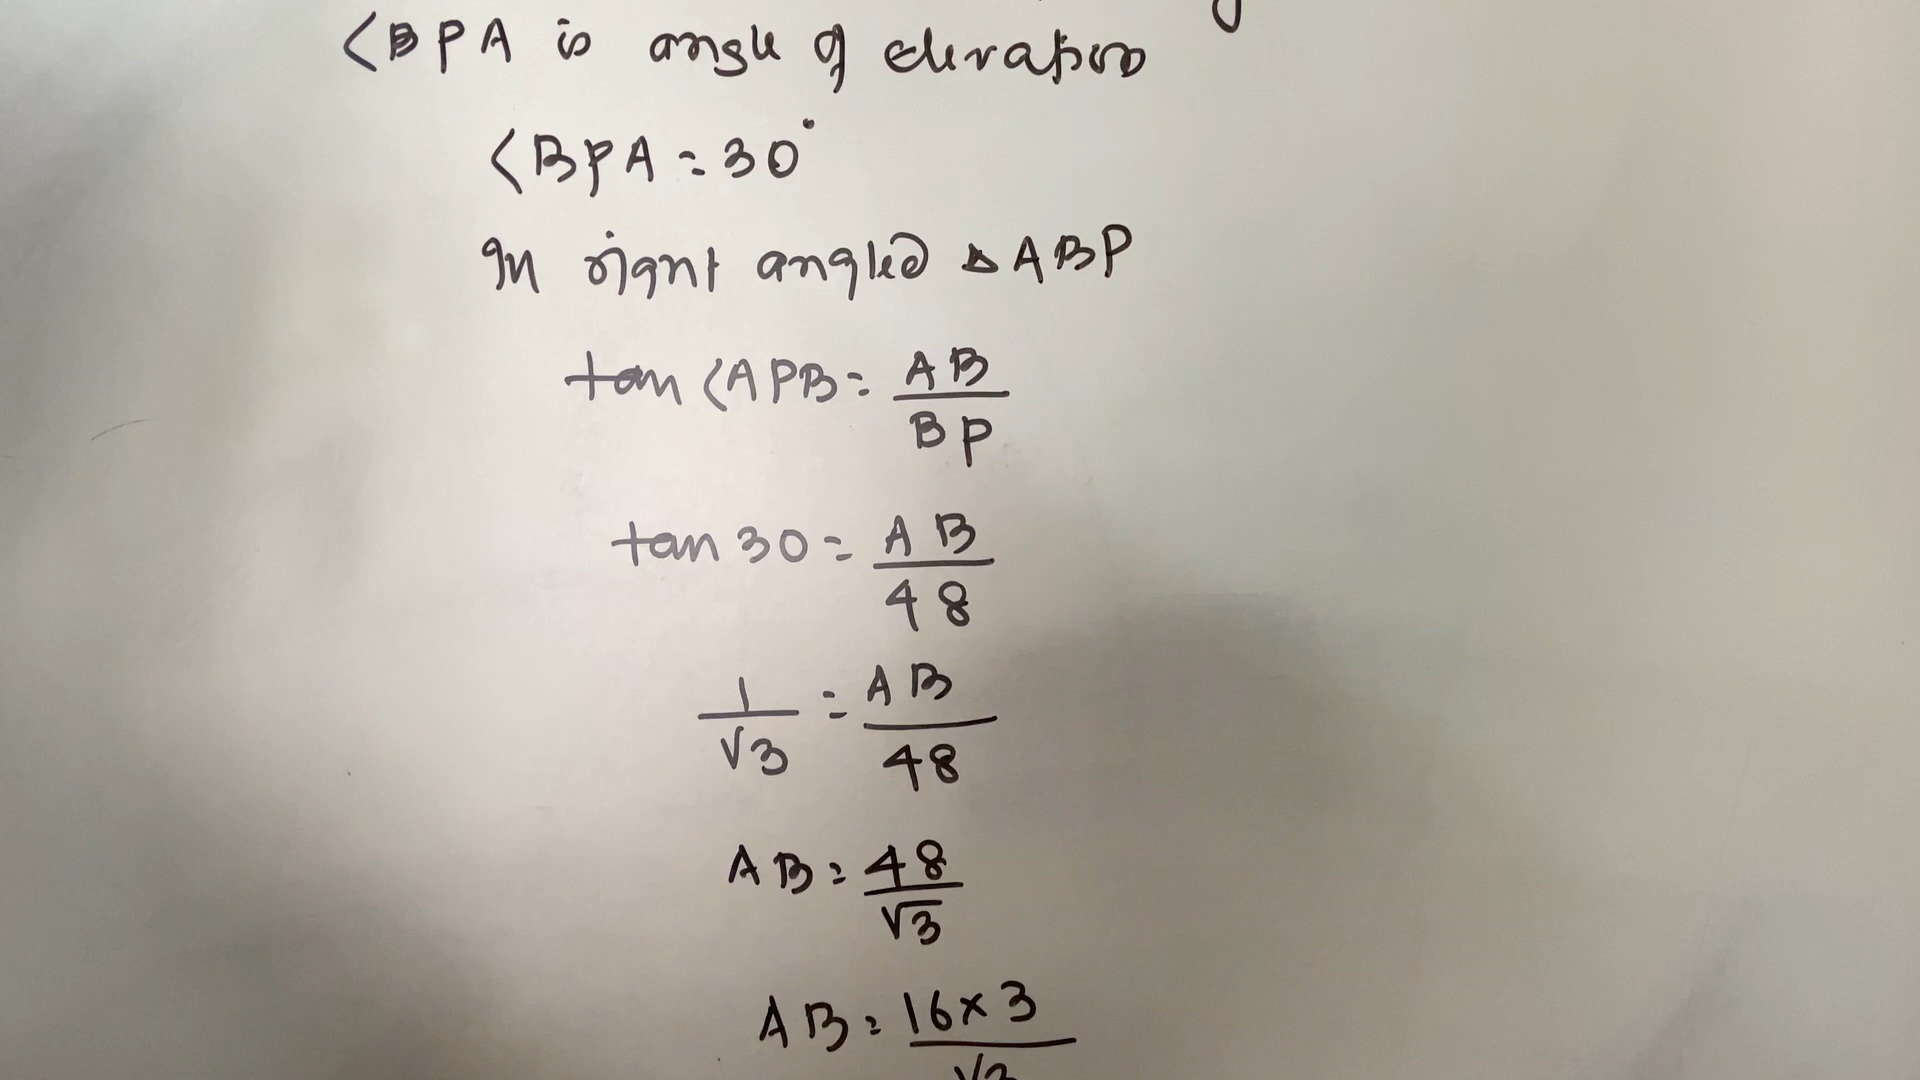 <BPA is angle of elevation
<BPA = 30°
In right angled △ ABP
tan <APB = AB / BP
tan 30 = AB / 48
1 / √3 = AB / 48
AB = 48 / √3
AB = 16 x 3 / √3